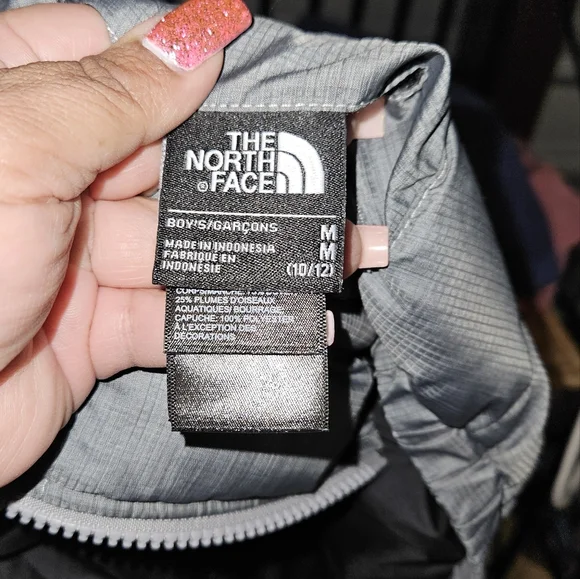 THE
NORTH
®FACE
BOY'S/GARÇONS
MADE IN INDONESIA
FABRIQUE EN
INDONESIE
M
M
(10/12)
25% PLUMES D'OISEAUX
AQUATIQUES/ BOURRAGE
CAPUCHE: 100% POLYESTER
À L'EXCEPTION DES
DÉCORATIONS